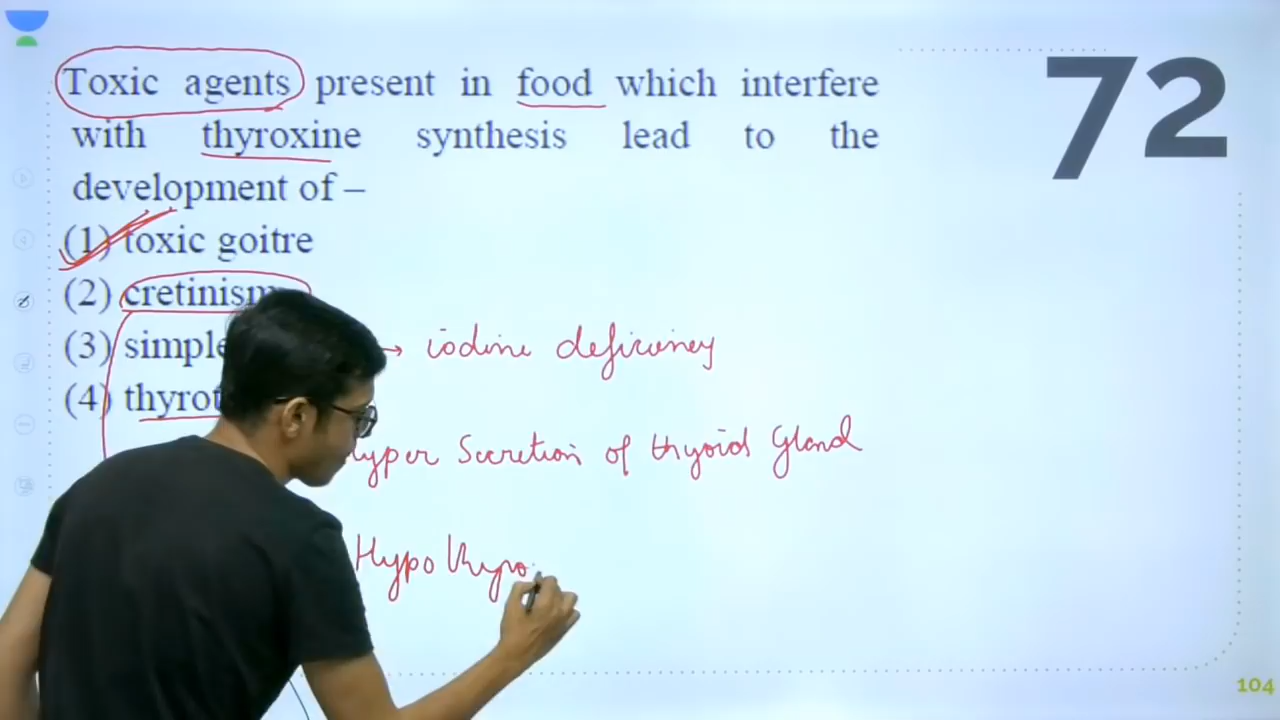 Toxic agents present in food which interfere
with thyroxine synthesis lead to the
development of –
(1) toxic goitre
(2) cretinism
(3) simple
iodine deficiency
(4) thyrot
Hyper Secretion of thyoid Gland
Hypo thyro
72
104